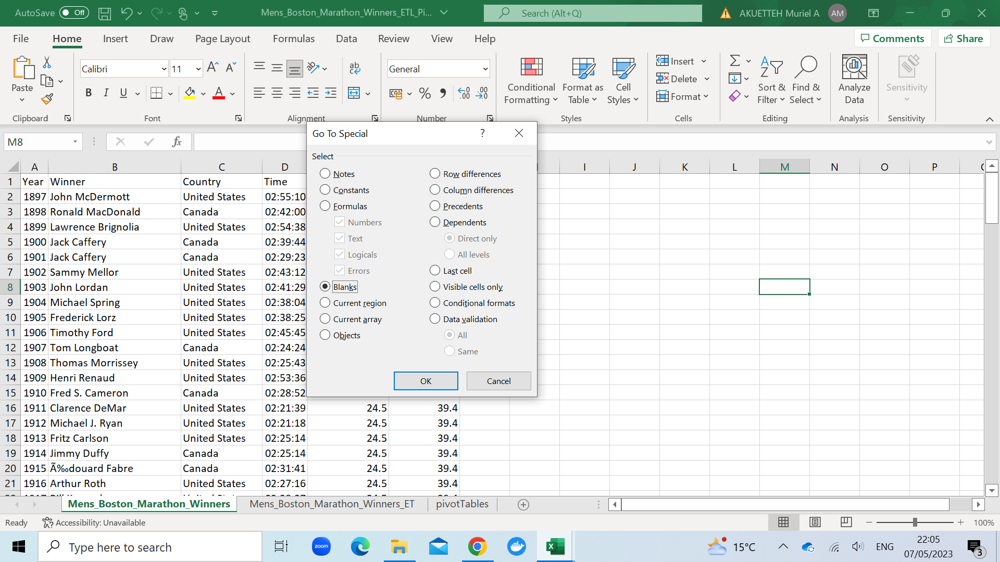 AutoSave Off Mens_Boston_Marathon_Winners_ETL_Pi... Search (Alt+Q) AKUETTEH Muriel A AM
File Home Insert Draw Page Layout Formulas Data Review View Help Comments Share
Calibri 11 ab c General Insert
Paste Conditional Format as Cell Delete Sort & Find & Analyze Sensitivity
B I U % Formatting Table Styles Format Filter Select Data
Clipboard Font Alignment Number Styles Cells Editing Analysis Sensitivity
M8 fx
Go To Special ?
Select
Notes Row differences
Constants Column differences
Formulas Precedents
Numbers Dependents
Text Direct only
Logicals All levels
Errors Last cell
Blanks Visible cells only
Current region Conditional formats
Current array Data validation
Objects All
Same
OK Cancel
A B C D I J K L M N O P
1 Year Winner Country Time
2 1897 John McDermott United States 02:55:10
3 1898 Ronald MacDonald Canada 02:42:00
4 1899 Lawrence Brignolia United States 02:54:38
5 1900 Jack Caffery Canada 02:39:44
6 1901 Jack Caffery Canada 02:29:23
7 1902 Sammy Mellor United States 02:43:12
8 1903 John Lordan United States 02:41:29
9 1904 Michael Spring United States 02:38:04
10 1905 Frederick Lorz United States 02:38:25
11 1906 Timothy Ford United States 02:45:45
12 1907 Tom Longboat Canada 02:24:24
13 1908 Thomas Morrissey United States 02:25:43
14 1909 Henri Renaud United States 02:53:36
15 1910 Fred S. Cameron Canada 02:28:52
16 1911 Clarence DeMar United States 02:21:39 24.5 39.4
17 1912 Michael J. Ryan United States 02:21:18 24.5 39.4
18 1913 Fritz Carlson United States 02:25:14 24.5 39.4
19 1914 Jimmy Duffy Canada 02:25:14 24.5 39.4
20 1915 Ã‰douard Fabre Canada 02:31:41 24.5 39.4
21 1916 Arthur Roth United States 02:27:16 24.5 39.4
Mens_Boston_Marathon_Winners Mens_Boston_Marathon_Winners_ET pivotTables
Ready Accessibility: Unavailable 100%
Type here to search zoom 15°C ENG 22:05
07/05/2023 3